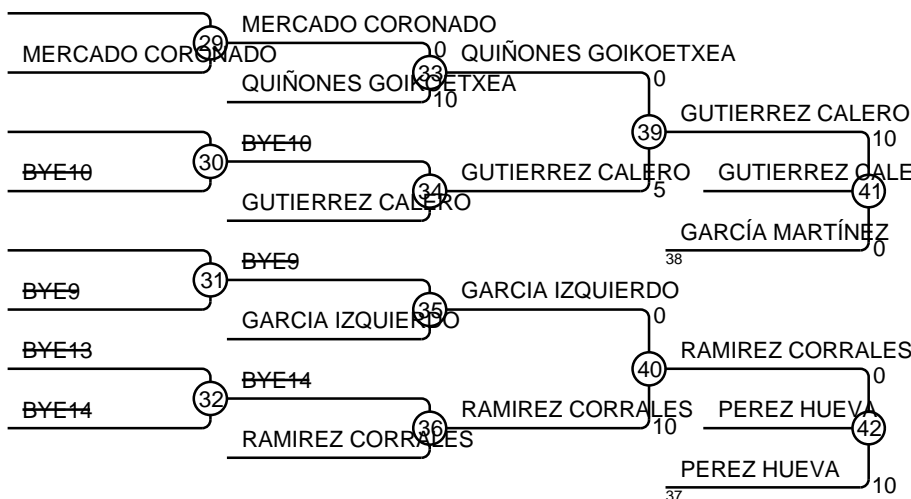 MERCADO CORONADO
29
MERCADO CORONADO
0
33
QUIÑONES GOIKOETXEA
QUIÑONES GOIKOETXEA
10
0
39
GUTIERREZ CALERO
10
BYE10
30
BYE10
GUTIERREZ CALERO
34
GUTIERREZ CALERO
5
GUTIERREZ CALE
41
GARCÍA MARTÍNEZ
38
0
BYE9
31
BYE9
GARCIA IZQUIERDO
35
GARCIA IZQUIERDO
0
BYE13
40
RAMIREZ CORRALES
0
BYE14
32
BYE14
RAMIREZ CORRALES
36
RAMIREZ CORRALES
10
PEREZ HUEVA
42
PEREZ HUEVA
37
10